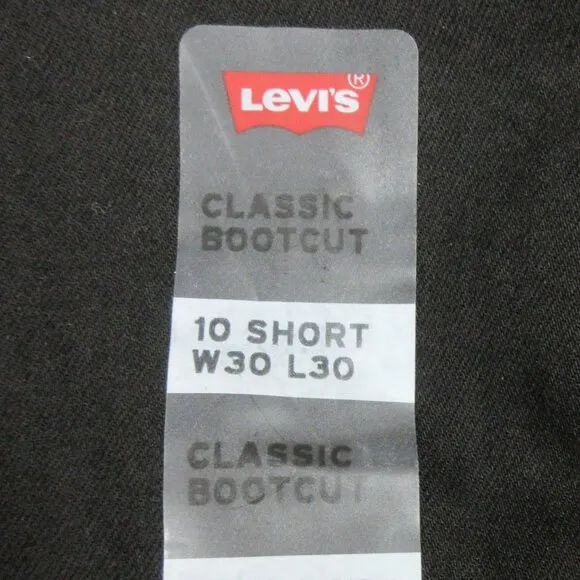 Levi's®
CLASSIC
BOOTCUT
10 SHORT
W30 L30
CLASSIC
BOOTCUT